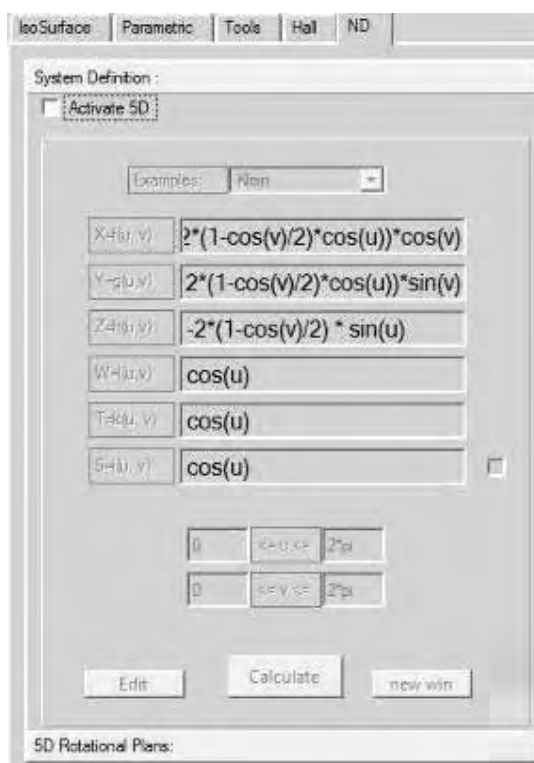 IsoSurface Parametric Tools Hall ND
System Definition :
Activate 5D
Examples: Klein
X=f(u, v): 2*(1-cos(v)/2)*cos(u))*cos(v)
Y=g(u,v): 2*(1-cos(v)/2)*cos(u))*sin(v)
-2*(1-cos(v)/2) * sin(u)
cos(u)
cos(u)
cos(u)
0 <= u <= 2*pi
0 <= v <= 2*pi
Edit Calculate new win
5D Rotational Plans: